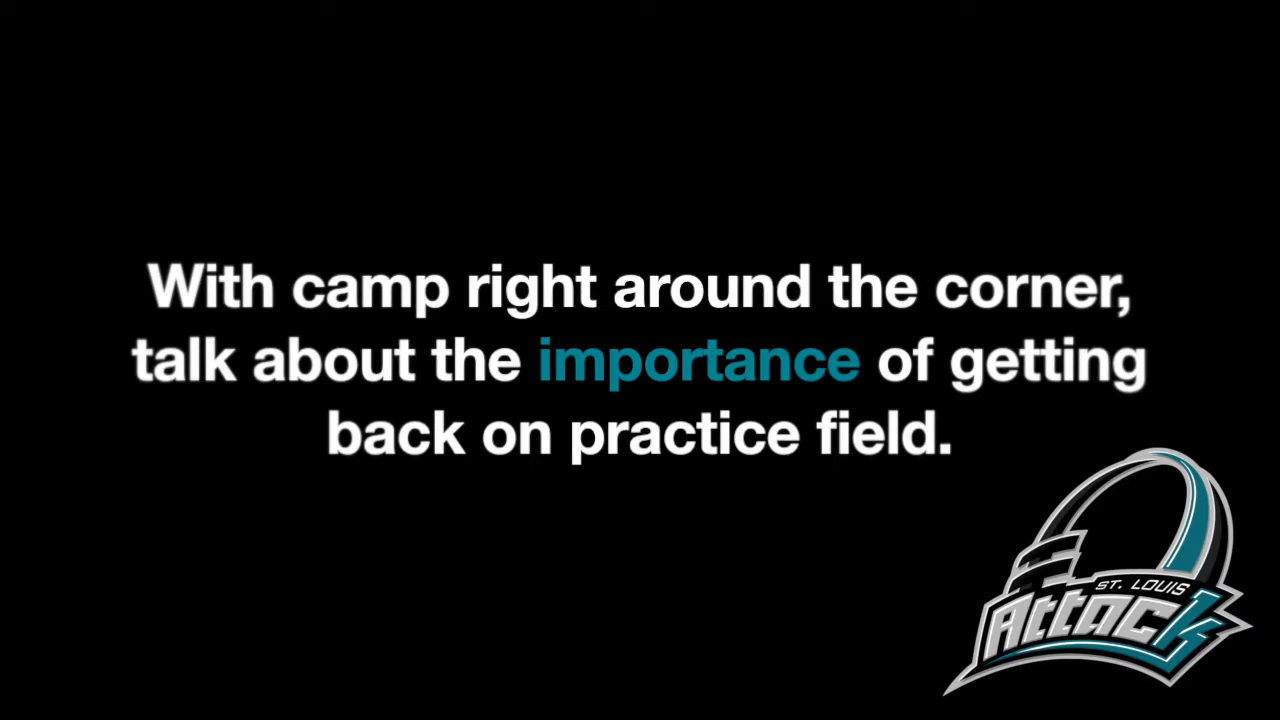 With camp right around the corner,
talk about the importance of getting
back on practice field.
ST. LOUIS
Attack